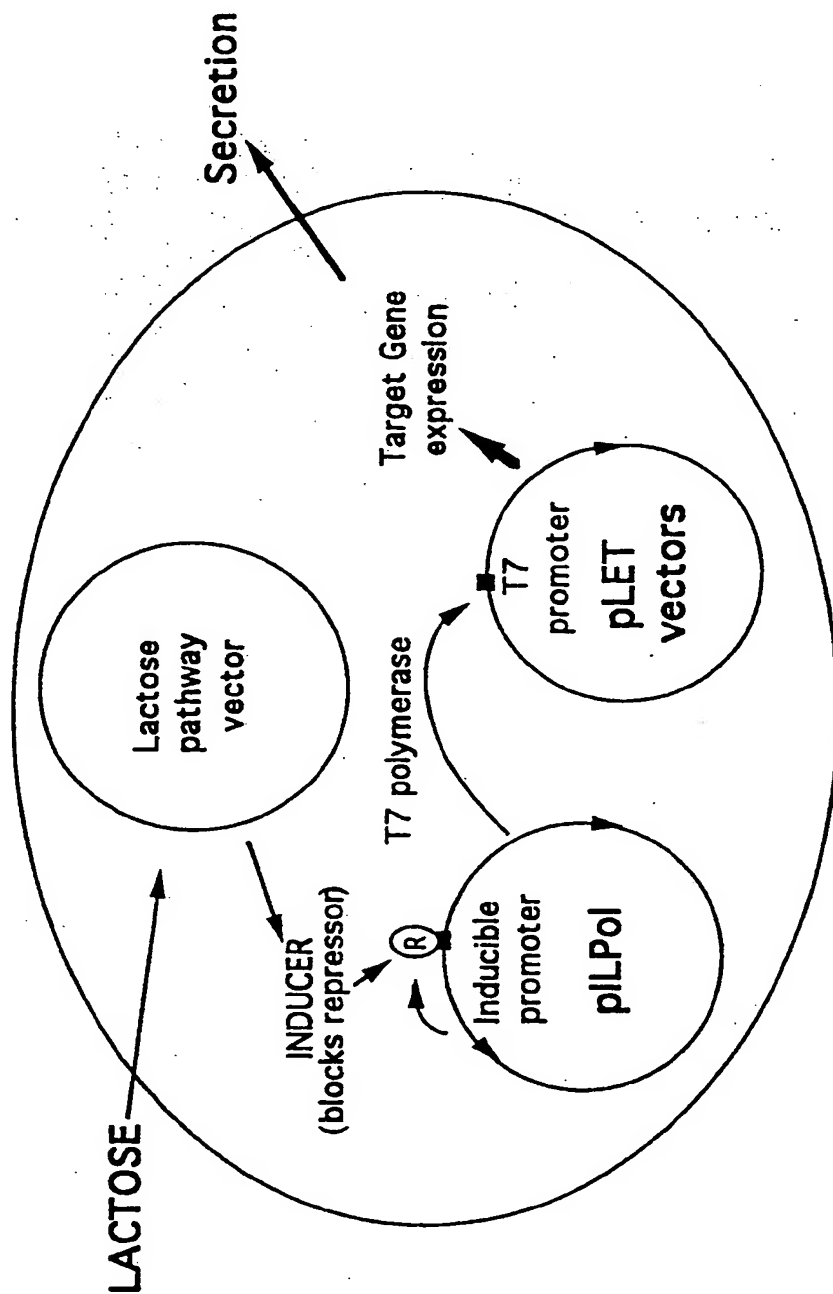 LACTOSE
Lactose
pathway
vector
INDUCER
(blocks repressor)
R
Inducible
promoter
pILPol
T7 polymerase
T7
promoter
pLET
vectors
Target Gene
expression
Secretion